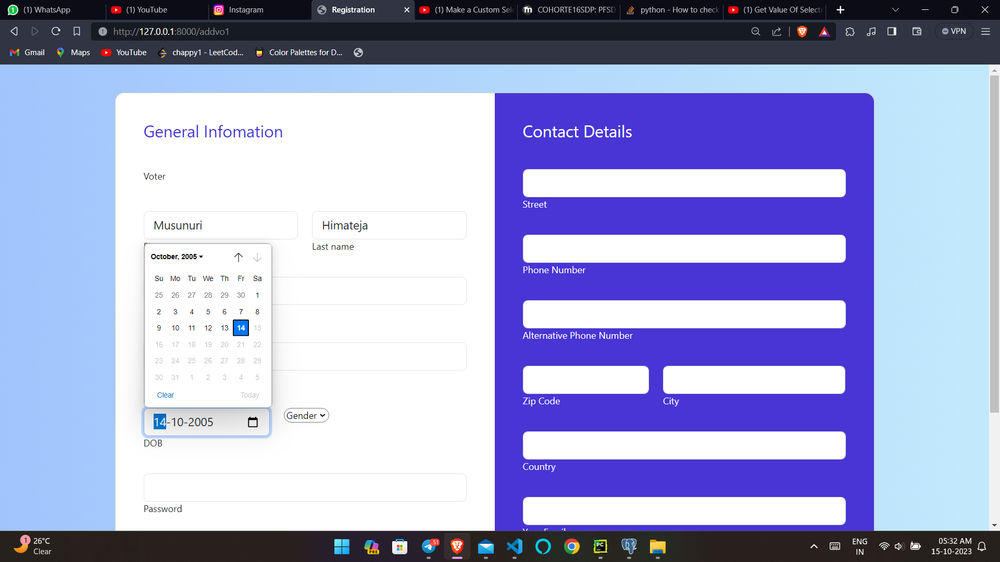 (1) WhatsApp
(1) YouTube
Instagram
Registration
(1) Make a Custom Sel
COHORTE16SDP: PFSD
python - How to check
(1) Get Value Of Select
http://127.0.0.1:8000/addvo1
VPN
Gmail
Maps
YouTube
chappy1 - LeetCod...
Color Palettes for D...
General Infomation
Voter
Musunuri
Himateja
Last name
October, 2005
Su Mo Tu We Th Fr Sa
25 26 27 28 29 30 1
2 3 4 5 6 7 8
9 10 11 12 13 14 15
16 17 18 19 20 21 22
23 24 25 26 27 28 29
30 31 1 2 3 4 5
Clear
Today
14-10-2005
Gender
DOB
Password
Contact Details
Street
Phone Number
Alternative Phone Number
Zip Code
City
Country
1
26°C
Clear
PRE
..51
PC
ENG
IN
05:32 AM
15-10-2023